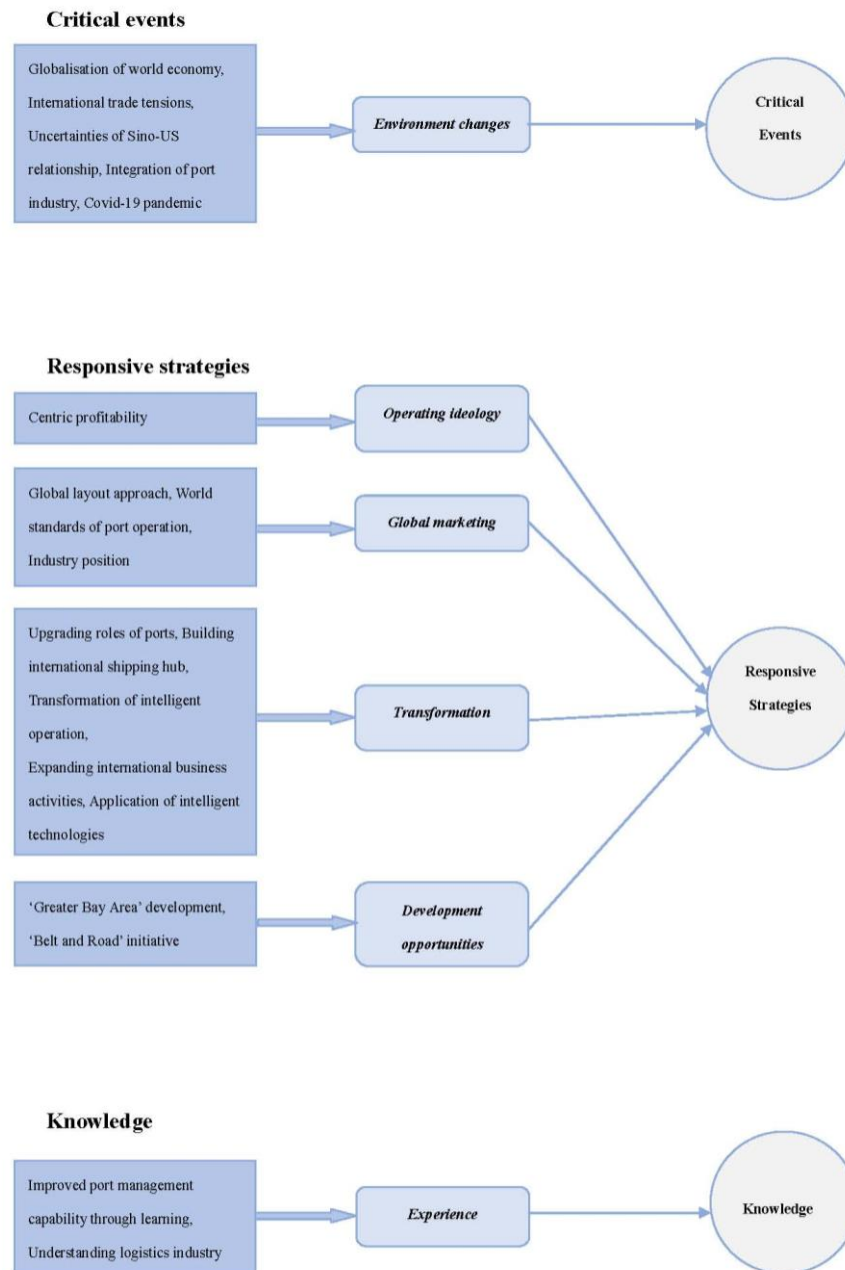 Critical events
Globalisation of world economy,
International trade tensions,
Uncertainties of Sino-US
relationship, Integration of port
industry, Covid-19 pandemic
Environment changes
Critical
Events
Responsive strategies
Centric profitability
Operating ideology
Global layout approach, World
standards of port operation,
Industry position
Global marketing
Upgrading roles of ports, Building
international shipping hub,
Transformation of intelligent
operation,
Expanding international business
activities, Application of intelligent
technologies
Transformation
Responsive
Strategies
‘Greater Bay Area’ development,
‘Belt and Road’ initiative
Development
opportunities
Knowledge
Improved port management
capability through learning,
Understanding logistics industry
Experience
Knowledge